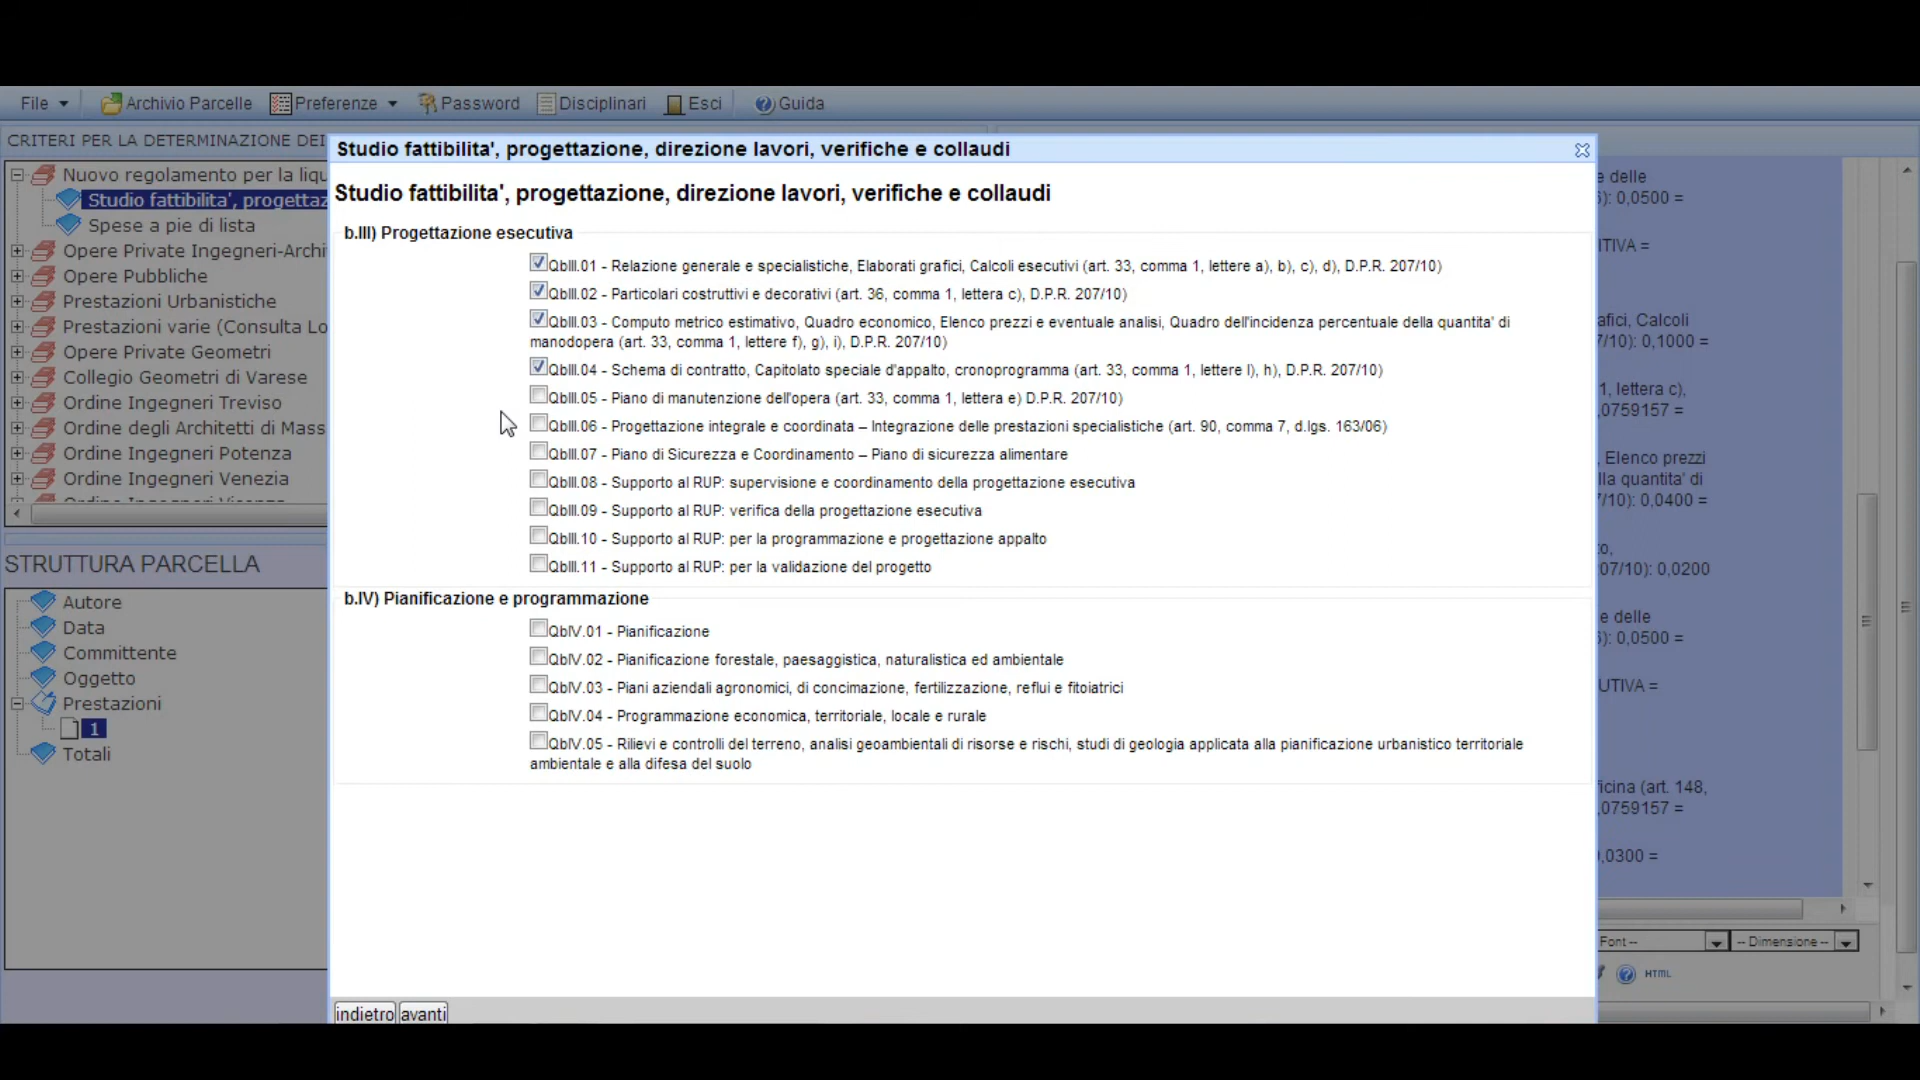 File
Archivio Parcelle
Preferenze
Password
Disciplinari
Esci
Guida
CRITERI PER LA DETERMINAZIONE DEI
Nuovo regolamento per la liqu
Studio fattibilita', progettaz
Spese a pie di lista
Opere Private Ingegneri-Archi
Opere Pubbliche
Prestazioni Urbanistiche
Prestazioni varie (Consulta Lo
Opere Private Geometri
Collegio Geometri di Varese
Ordine Ingegneri Treviso
Ordine degli Architetti di Mass
Ordine Ingegneri Potenza
Ordine Ingegneri Venezia
Ordine Ingegneri Vicenza
STRUTTURA PARCELLA
Autore
Data
Committente
Oggetto
Prestazioni
1
Totali
Studio fattibilita', progettazione, direzione lavori, verifiche e collaudi
Studio fattibilita', progettazione, direzione lavori, verifiche e collaudi
b.III) Progettazione esecutiva
QbIII.01 - Relazione generale e specialistiche, Elaborati grafici, Calcoli esecutivi (art. 33, comma 1, lettere a), b), c), d), D.P.R. 207/10)
QbIII.02 - Particolari costruttivi e decorativi (art. 36, comma 1, lettera c), D.P.R. 207/10)
QbIII.03 - Computo metrico estimativo, Quadro economico, Elenco prezzi e eventuale analisi, Quadro dell'incidenza percentuale della quantita' di
manodopera (art. 33, comma 1, lettere f), g), i), D.P.R. 207/10)
QbIII.04 - Schema di contratto, Capitolato speciale d'appalto, cronoprogramma (art. 33, comma 1, lettere l), h), D.P.R. 207/10)
QbIII.05 - Piano di manutenzione dell'opera (art. 33, comma 1, lettera e) D.P.R. 207/10)
QbIII.06 - Progettazione integrale e coordinata – Integrazione delle prestazioni specialistiche (art. 90, comma 7, d.lgs. 163/06)
QbIII.07 - Piano di Sicurezza e Coordinamento – Piano di sicurezza alimentare
QbIII.08 - Supporto al RUP: supervisione e coordinamento della progettazione esecutiva
QbIII.09 - Supporto al RUP: verifica della progettazione esecutiva
QbIII.10 - Supporto al RUP: per la programmazione e progettazione appalto
QbIII.11 - Supporto al RUP: per la validazione del progetto
b.IV) Pianificazione e programmazione
QbIV.01 - Pianificazione
QbIV.02 - Pianificazione forestale, paesaggistica, naturalistica ed ambientale
QbIV.03 - Piani aziendali agronomici, di concimazione, fertilizzazione, reflui e fitoiatrici
QbIV.04 - Programmazione economica, territoriale, locale e rurale
QbIV.05 - Rilievi e controlli del terreno, analisi geoambientali di risorse e rischi, studi di geologia applicata alla pianificazione urbanistico territoriale
ambientale e alla difesa del suolo
indietro
avanti
e delle
): 0,0500 =
ITIVA =
afici, Calcoli
7/10): 0,1000 =
1, lettera c),
,0759157 =
, Elenco prezzi
lla quantita' di
7/10): 0,0400 =
to,
07/10): 0,0200
e delle
): 0,0500 =
UTIVA =
icina (art. 148,
,0759157 =
,0300 =
Font --
-- Dimensione --
HTML